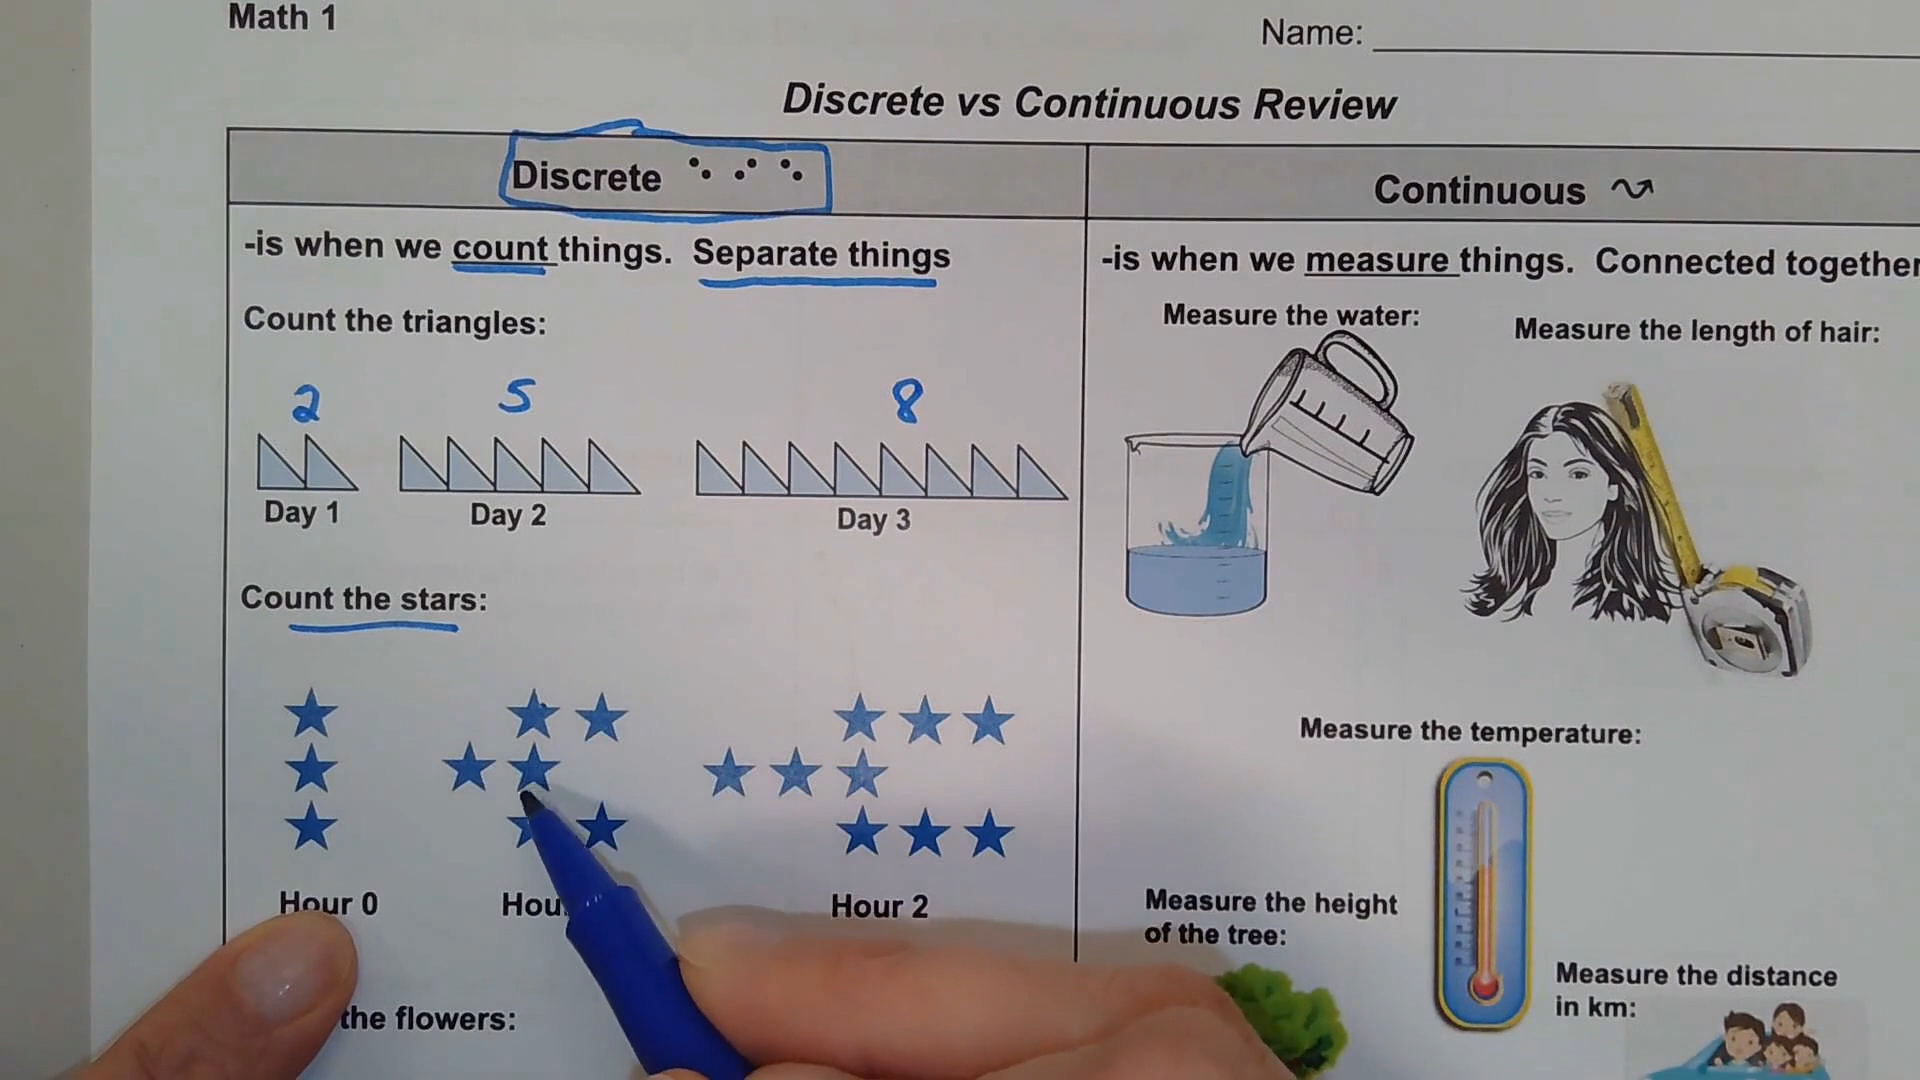 Math 1
Name:
Discrete vs Continuous Review
Discrete
-is when we count things. Separate things
Count the triangles:
2 5 8
Day 1 Day 2 Day 3
Count the stars:
Hour 0 Hour 2
the flowers:
Continuous
-is when we measure things. Connected together
Measure the water:
Measure the length of hair:
Measure the temperature:
Measure the height
of the tree:
Measure the distance
in km: